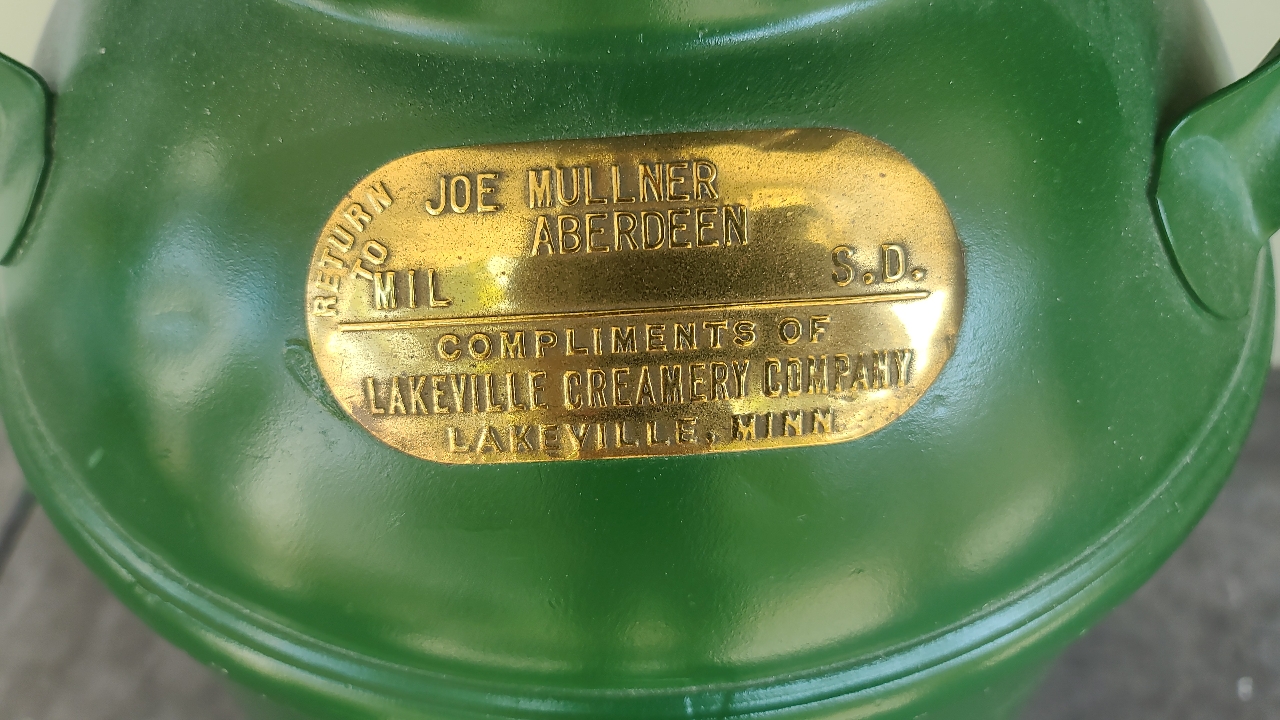 RETURN
TO
JOE MULLNER
ABERDEEN
MIL S.D.
COMPLIMENTS OF
LAKEVILLE CREAMERY COMPANY
LAKEVILLE, MINN.